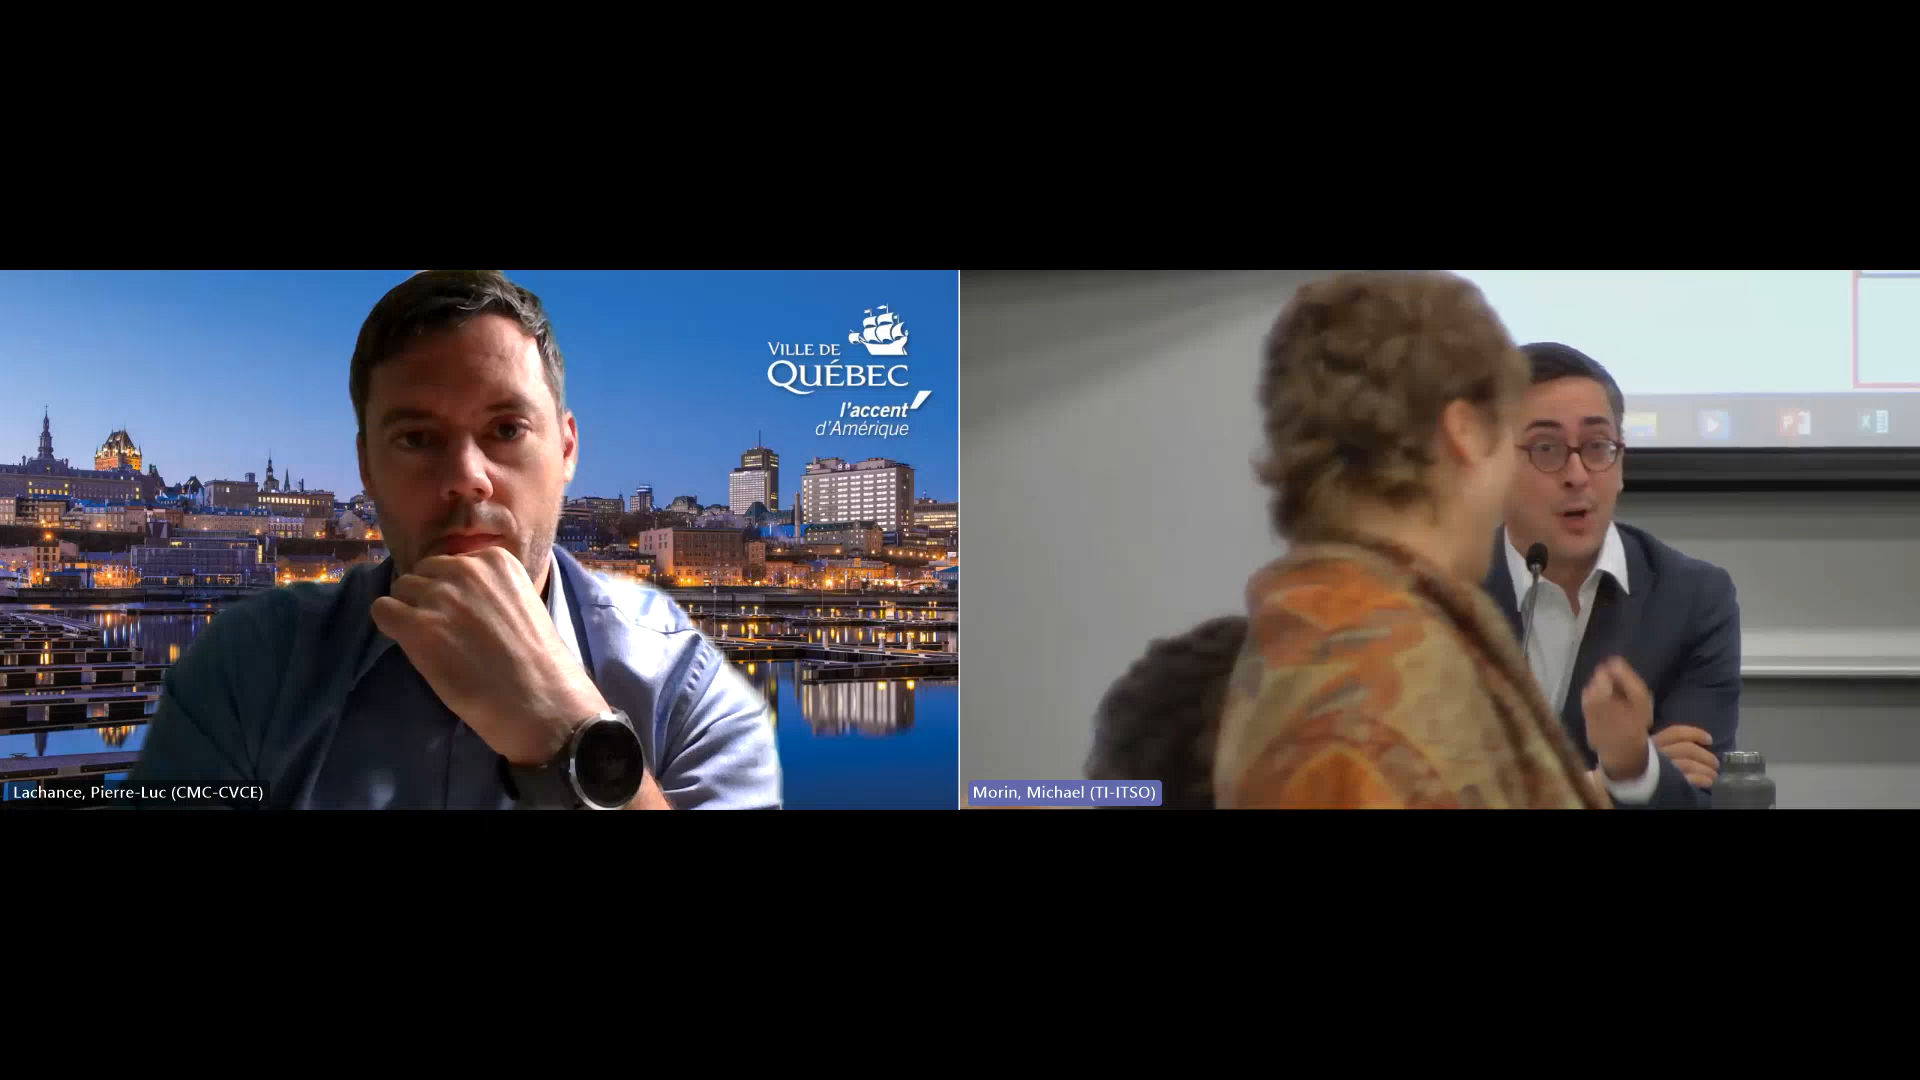 VILLE DE
QUÉBEC
l'accent
d'Amérique
Lachance, Pierre-Luc (CMC-CVCE)
Morin, Michael (TI-ITSO)